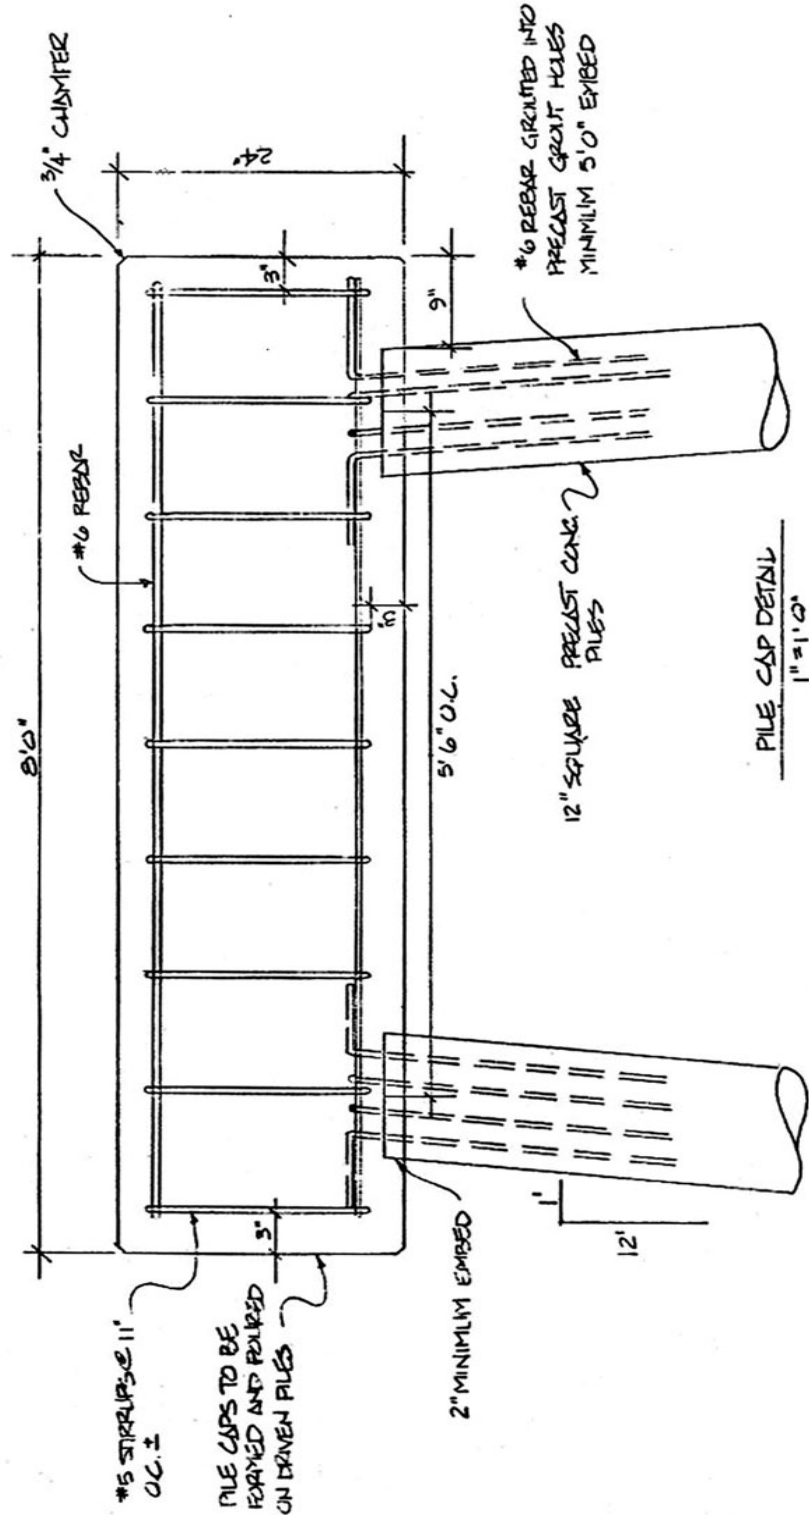 8'0"
3/4" CHAMFER
24"
#6 REBAR
3"
9"
#6 REBAR GROUTED INTO
PRECAST GROUT HOLES
MINIMUM 5'0" EMBED
#5 STIRRUPS@11"
O.C.±
PILE CAPS TO BE
FORMED AND POURED
ON DRIVEN PILES
3"
3"
5'6" O.C.
2" MINIMUM EMBED
1'
12'
12" SQUARE PRECAST CONC.
PILES
PILE CAP DETAIL
1"=1'0"